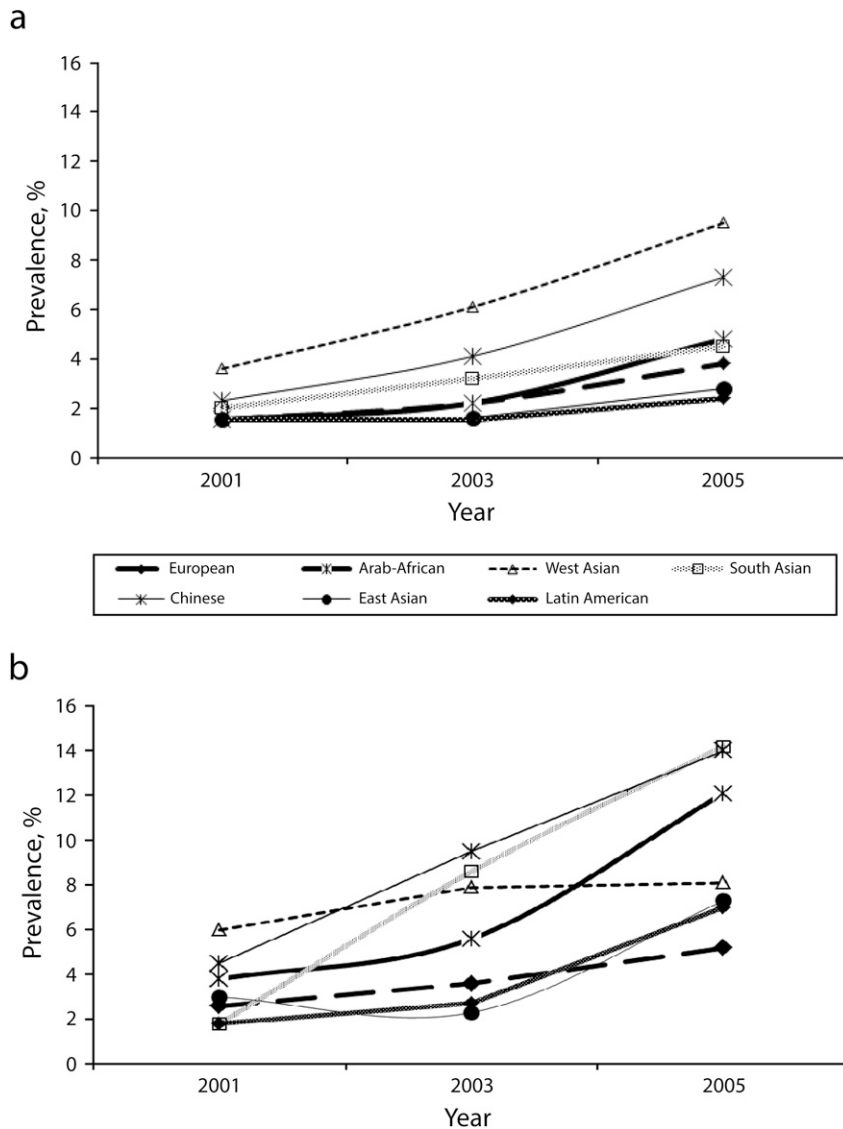 a
16
14
12
10
8
6
4
2
0
Prevalence, %
2001 2003 2005
Year
European Arab-African West Asian South Asian
Chinese East Asian Latin American
b
16
14
12
10
8
6
4
2
0
Prevalence, %
2001 2003 2005
Year